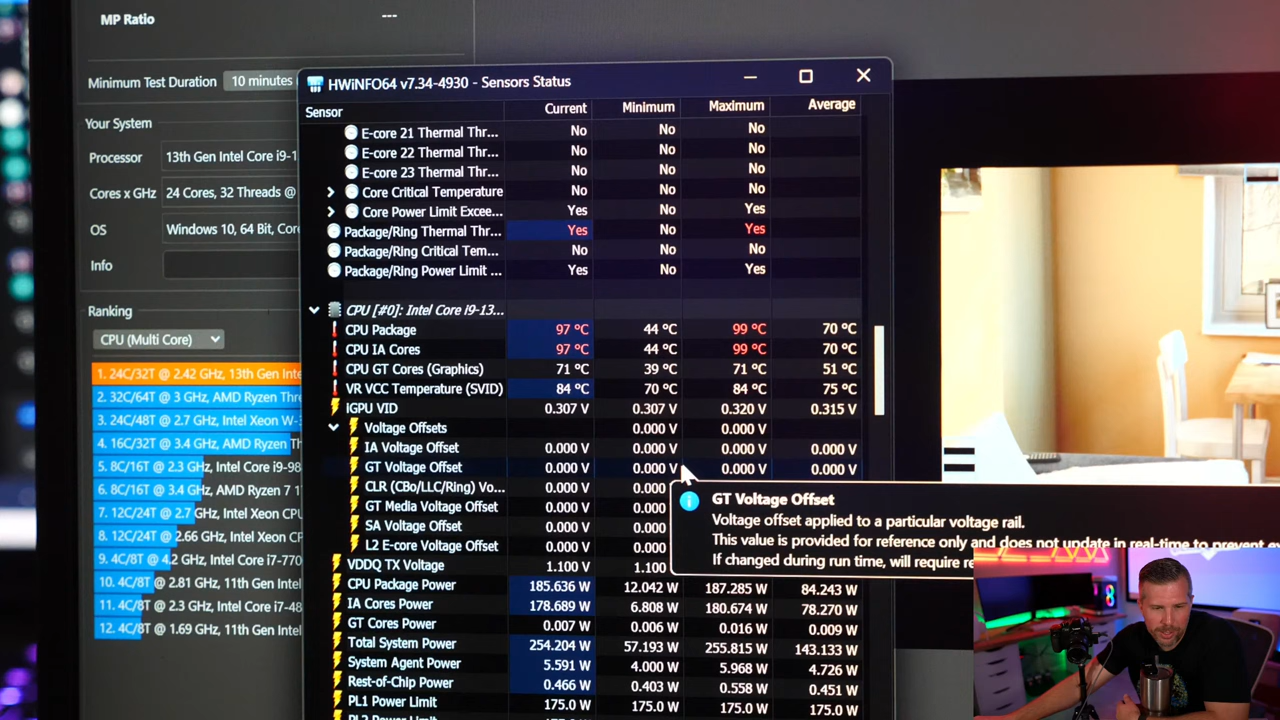 MP Ratio ---
Minimum Test Duration 10 minutes
Your System
Processor 13th Gen Intel Core i9-1
Cores x GHz 24 Cores, 32 Threads @
OS Windows 10, 64 Bit, Cor
Info
Ranking
CPU (Multi Core)
1. 24C/32T @ 2.42 GHz, 13th Gen Inte
2. 32C/64T @ 3 GHz, AMD Ryzen Thre
3. 24C/48T @ 2.7 GHz, Intel Xeon W-3
4. 16C/32T @ 3.4 GHz, AMD Ryzen Th
5. 8C/16T @ 2.3 GHz, Intel Core i9-98
6. 8C/16T @ 3.4 GHz, AMD Ryzen 7 1
7. 12C/24T @ 2.7 GHz, Intel Xeon CPU
8. 12C/24T @ 2.66 GHz, Intel Xeon C
9. 4C/8T @ 4.2 GHz, Intel Core i7-770
10. 4C/8T @ 2.81 GHz, 11th Gen Intel
11. 4C/8T @ 2.3 GHz, Intel Core i7-48
12. 4C/8T @ 1.69 GHz, 11th Gen Intel
HWiNFO64 v7.34-4930 - Sensors Status
Sensor Current Minimum Maximum Average
E-core 21 Thermal Thr... No No No
E-core 22 Thermal Thr... No No No
E-core 23 Thermal Thr... No No No
Core Critical Temperature No No No
Core Power Limit Excee... Yes No Yes
Package/Ring Thermal Thr... Yes No Yes
Package/Ring Critical Tem... No No No
Package/Ring Power Limit ... Yes No Yes
CPU [#0]: Intel Core i9-13...
CPU Package 97 °C 44 °C 99 °C 70 °C
CPU IA Cores 97 °C 44 °C 99 °C 70 °C
CPU GT Cores (Graphics) 71 °C 39 °C 71 °C 51 °C
VR VCC Temperature (SVID) 84 °C 70 °C 84 °C 75 °C
iGPU VID 0.307 V 0.307 V 0.320 V 0.315 V
Voltage Offsets 0.000 V 0.000 V
IA Voltage Offset 0.000 V 0.000 V 0.000 V 0.000 V
GT Voltage Offset 0.000 V 0.000 V 0.000 V 0.000 V
CLR (CBo/LLC/Ring) Vo... 0.000 V 0.000
GT Media Voltage Offset 0.000 V 0.000
SA Voltage Offset 0.000 V 0.000
L2 E-core Voltage Offset 0.000 V 0.000
VDDQ TX Voltage 1.100 V 1.100
CPU Package Power 185.636 W 12.042 W 187.285 W 84.243 W
IA Cores Power 178.689 W 6.808 W 180.674 W 78.270 W
GT Cores Power 0.007 W 0.006 W 0.016 W 0.009 W
Total System Power 254.204 W 57.193 W 255.815 W 143.133 W
System Agent Power 5.591 W 4.000 W 5.968 W 4.726 W
Rest-of-Chip Power 0.466 W 0.403 W 0.558 W 0.451 W
PL1 Power Limit 175.0 W 175.0 W 175.0 W 175.0 W
GT Voltage Offset
Voltage offset applied to a particular voltage rail.
This value is provided for reference only and does not update in real-time to prevent e
If changed during run time, will require re